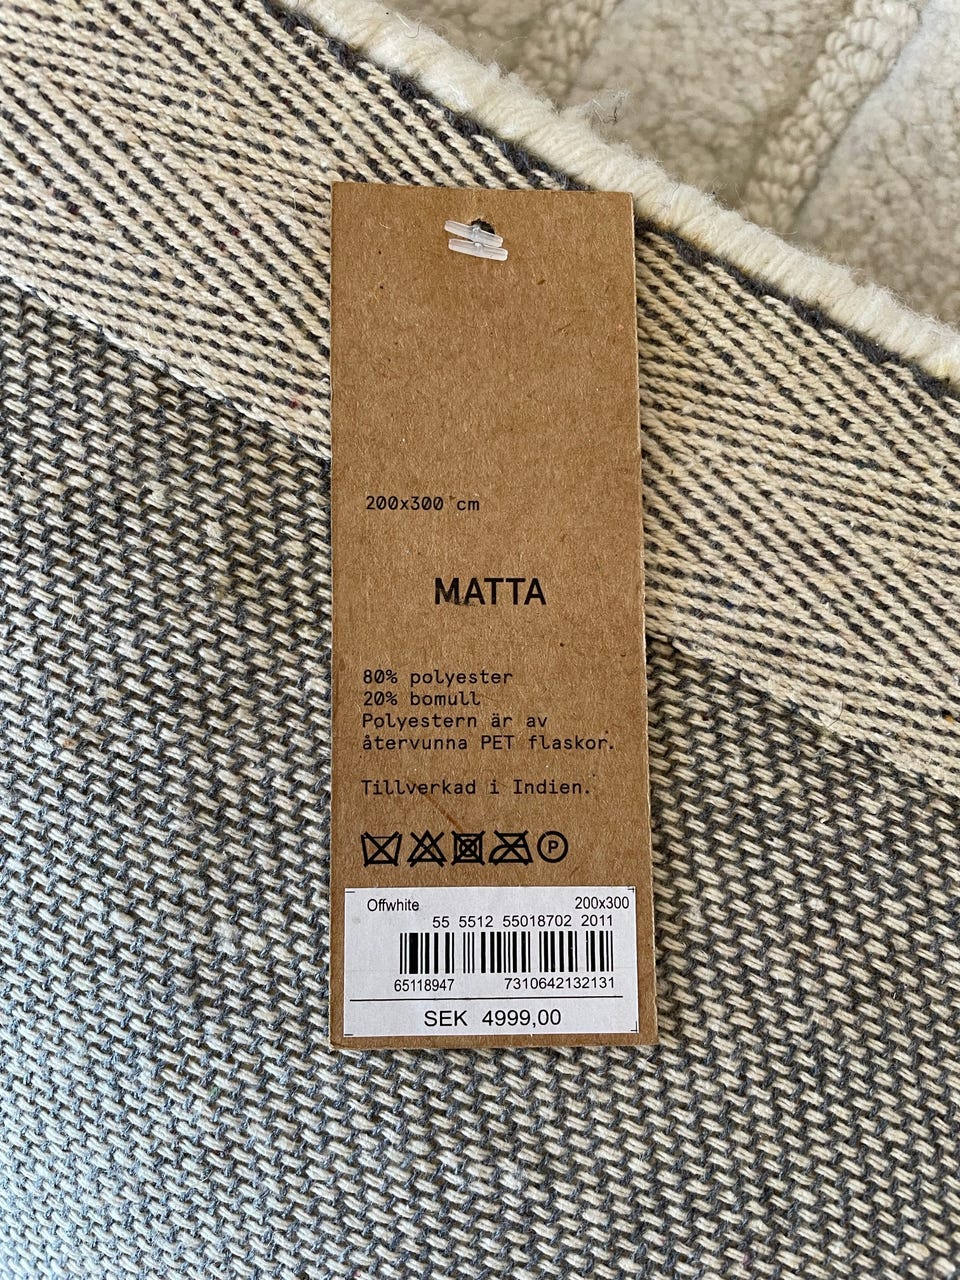 200x300 cm
MATTA
80% polyester
20% bomull
Polyestern är av
återvunna PET flaskor.
Tillverkad i Indien.
P
Offwhite 200x300
55 5512 55018702 2011
65118947 7310642132131
SEK 4999,00